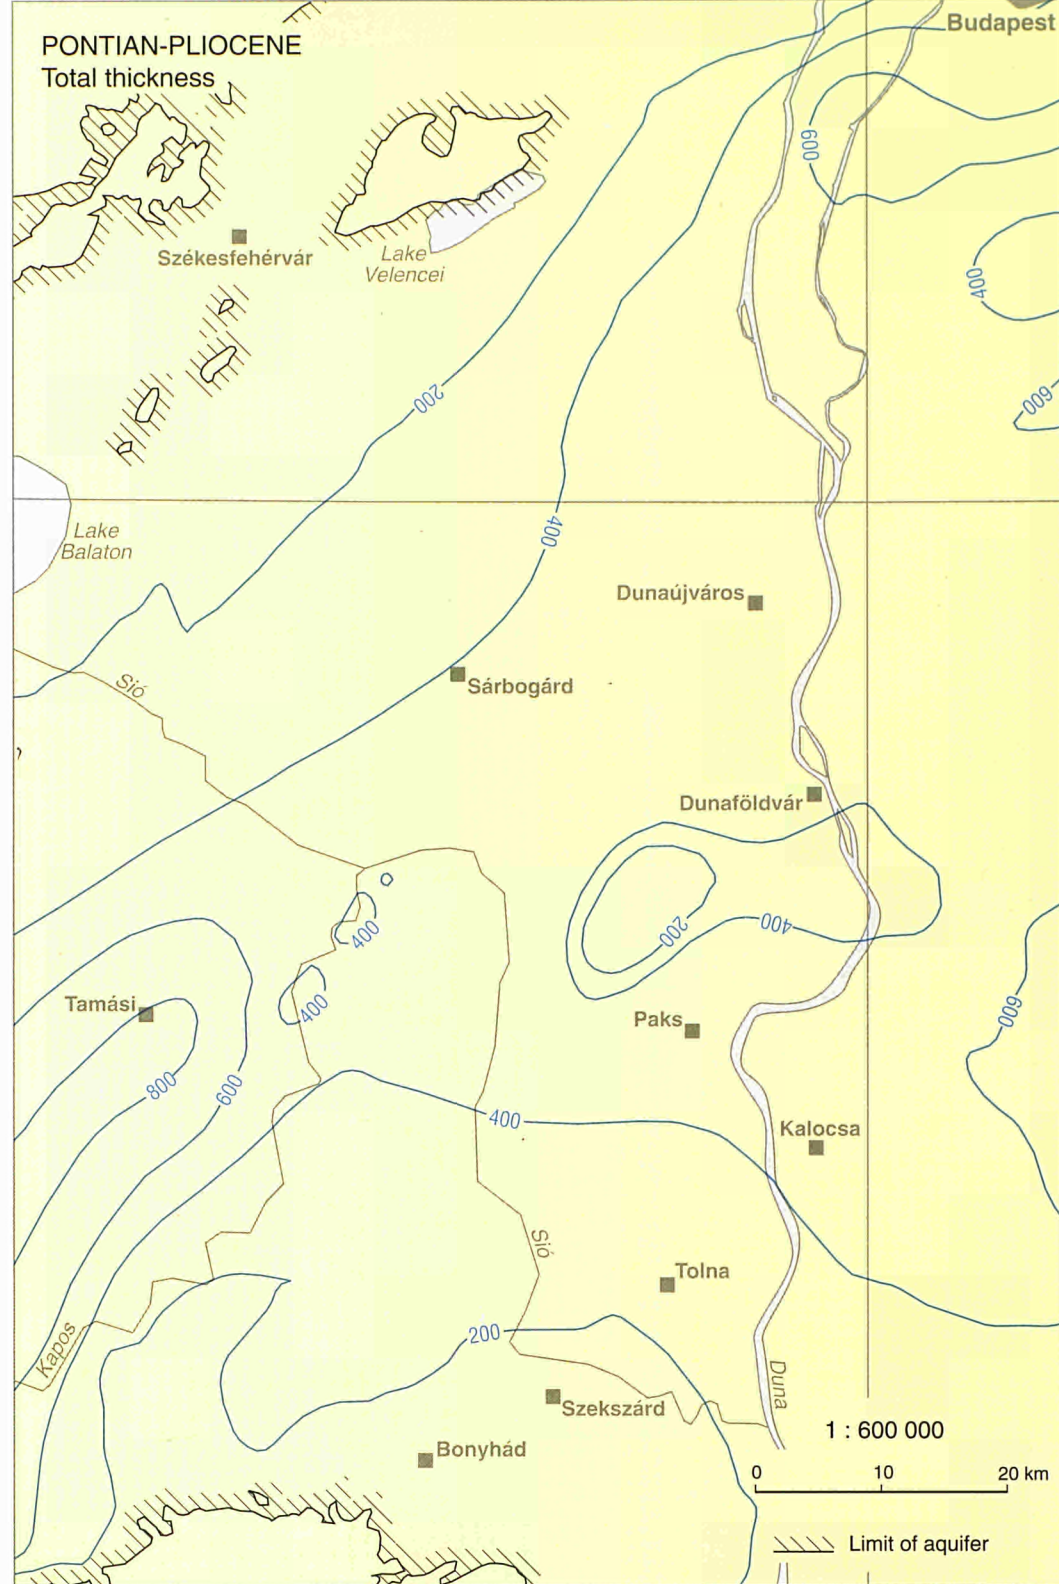 Budapest
PONTIAN-PLIOCENE
Total thickness
600
Székesfehérvár
Lake
Velencei
400
200
600
Lake
Balaton
400
Dunaújváros
Sió
Sárbogárd
Dunaföldvár
400
200
400
400
Tamási
600
Paks
800
600
400
Kalocsa
Sió
Tolna
Kapos
200
Duna
Szekszárd
1 : 600 000
Bonyhád
0 10 20 km
Limit of aquifer